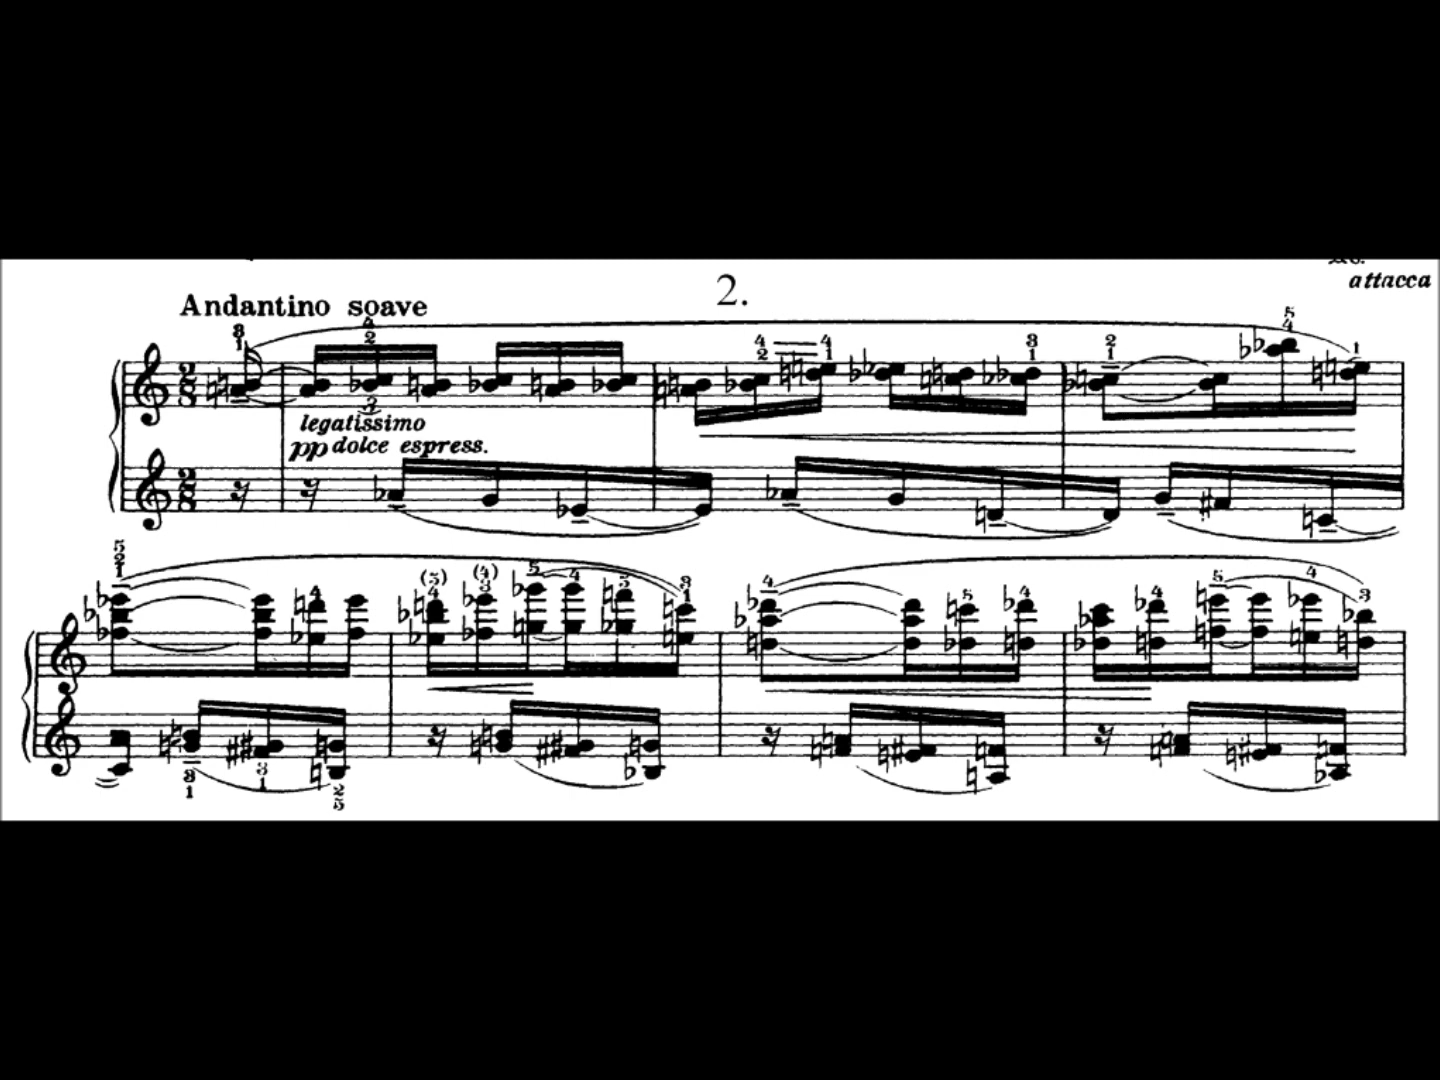 attacca
2.
Andantino soave
legatissimo
pp dolce espress.